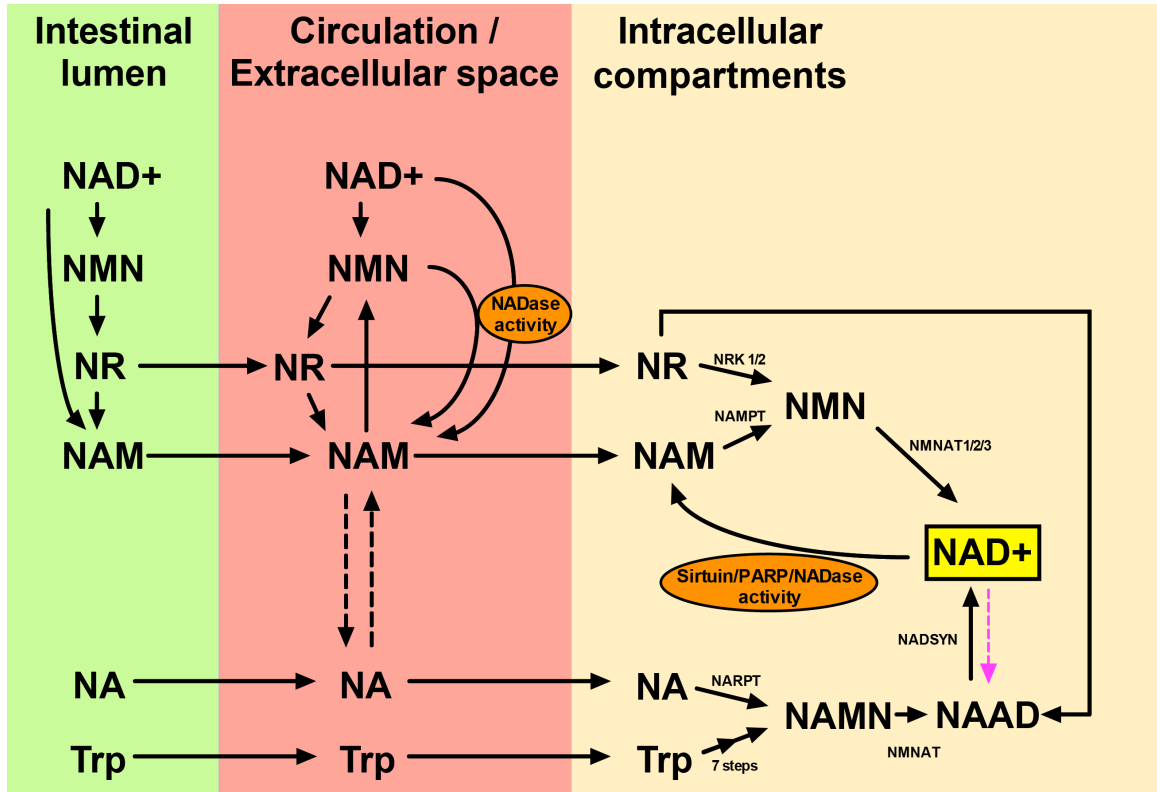 Intestinal
lumen
Circulation /
Extracellular space
Intracellular
compartments
NAD+
NMN
NR
NAM
NA
Trp
NAD+
NMN
NADase
activity
NR
NAM
NA
Trp
NR
NRK 1/2
NMN
NAMPT
NAM
NMNAT1/2/3
NAD+
Sirtuin/PARP/NADase
activity
NADSYN
NA
NARPT
NAMN
NAAD
NMNAT
Trp
7 steps